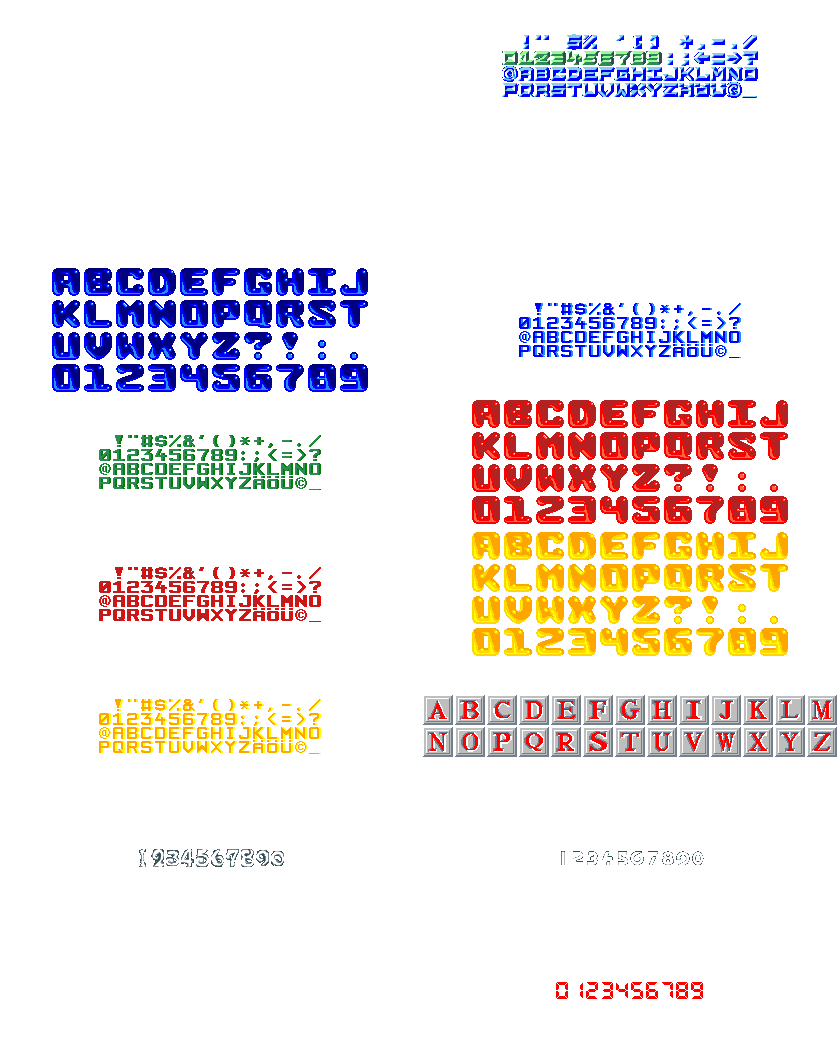 ! " $% ' [ ] +,-./
0123456789:;←=→?
@ABCDEFGHIJKLMNO
PQRSTUVWXYZÄÖÜ©_
ABCDEFGHIJ
KLMNOPQRST
UVWXYZ?!:.
0123456789
!"#$%&'()*+,-./
0123456789:;<=>?
@ABCDEFGHIJKLMNO
PQRSTUVWXYZÄÖÜ©_
ABCDEFGHIJ
KLMNOPQRST
UVWXYZ?!:.
0123456789
!"#$%&'()*+,-./
0123456789:;<=>?
@ABCDEFGHIJKLMNO
PQRSTUVWXYZÄÖÜ©_
ABCDEFGHIJ
KLMNOPQRST
UVWXYZ?!:.
0123456789
!"#$%&'()*+,-./
0123456789:;<=>?
@ABCDEFGHIJKLMNO
PQRSTUVWXYZÄÖÜ©_
!"#$%&'()*+,-./
0123456789:;<=>?
@ABCDEFGHIJKLMNO
PQRSTUVWXYZÄÖÜ©_
ABCDEFGHIJKLM
NOPQRSTUVWXYZ
1234567890
1234567890
0123456789